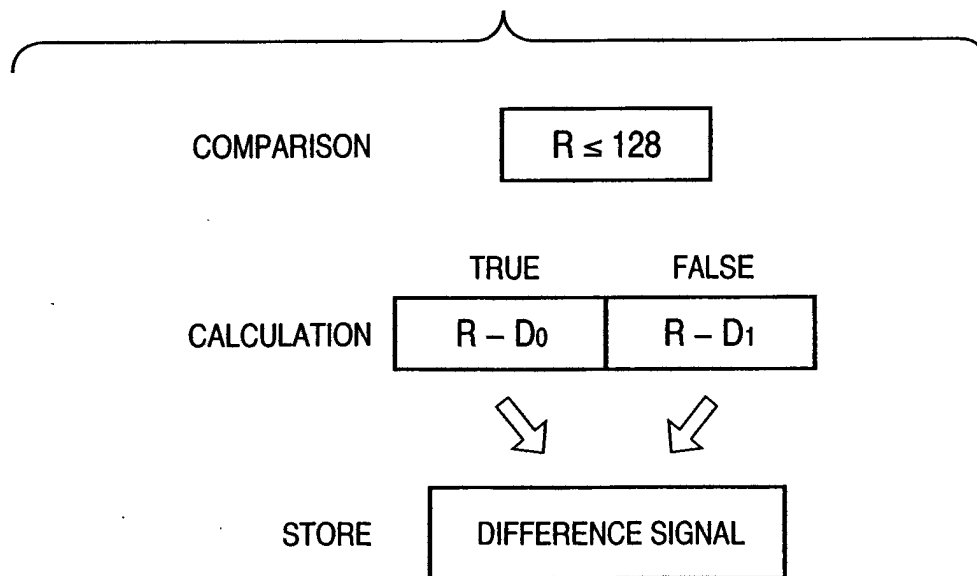 COMPARISON R ≤ 128
TRUE FALSE
CALCULATION R – D0 R – D1
STORE DIFFERENCE SIGNAL